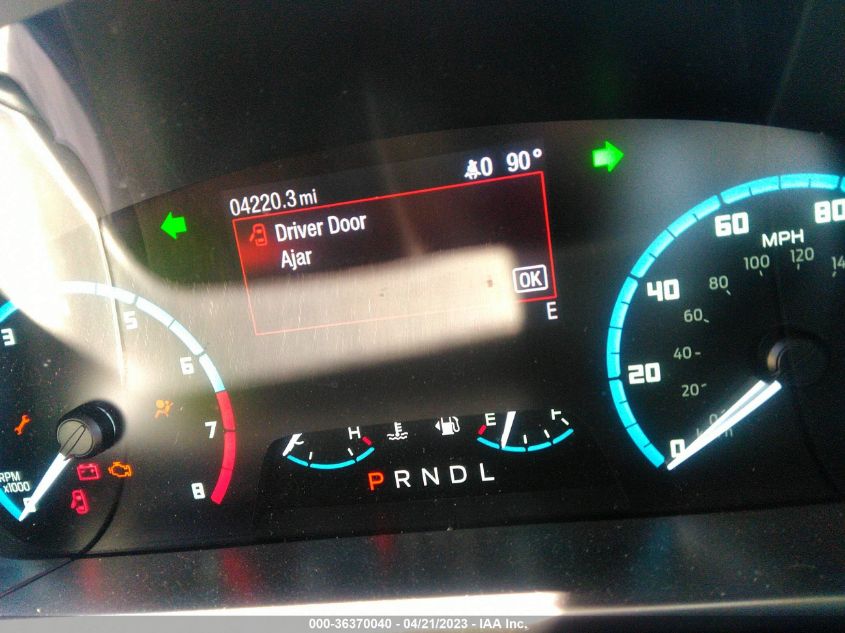 0 90°
04220.3 mi
Driver Door
Ajar
OK
E
3
5
6
7
8
RPM
x1000
H
E
F
P R N D L
MPH
0
20
40
60
80
20
40
60
80
100
120
000-36370040 - 04/21/2023 - IAA Inc.